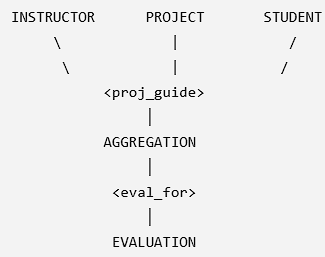 INSTRUCTOR PROJECT STUDENT
\ | /
\ | /
<proj_guide>
|
AGGREGATION
|
<eval_for>
|
EVALUATION